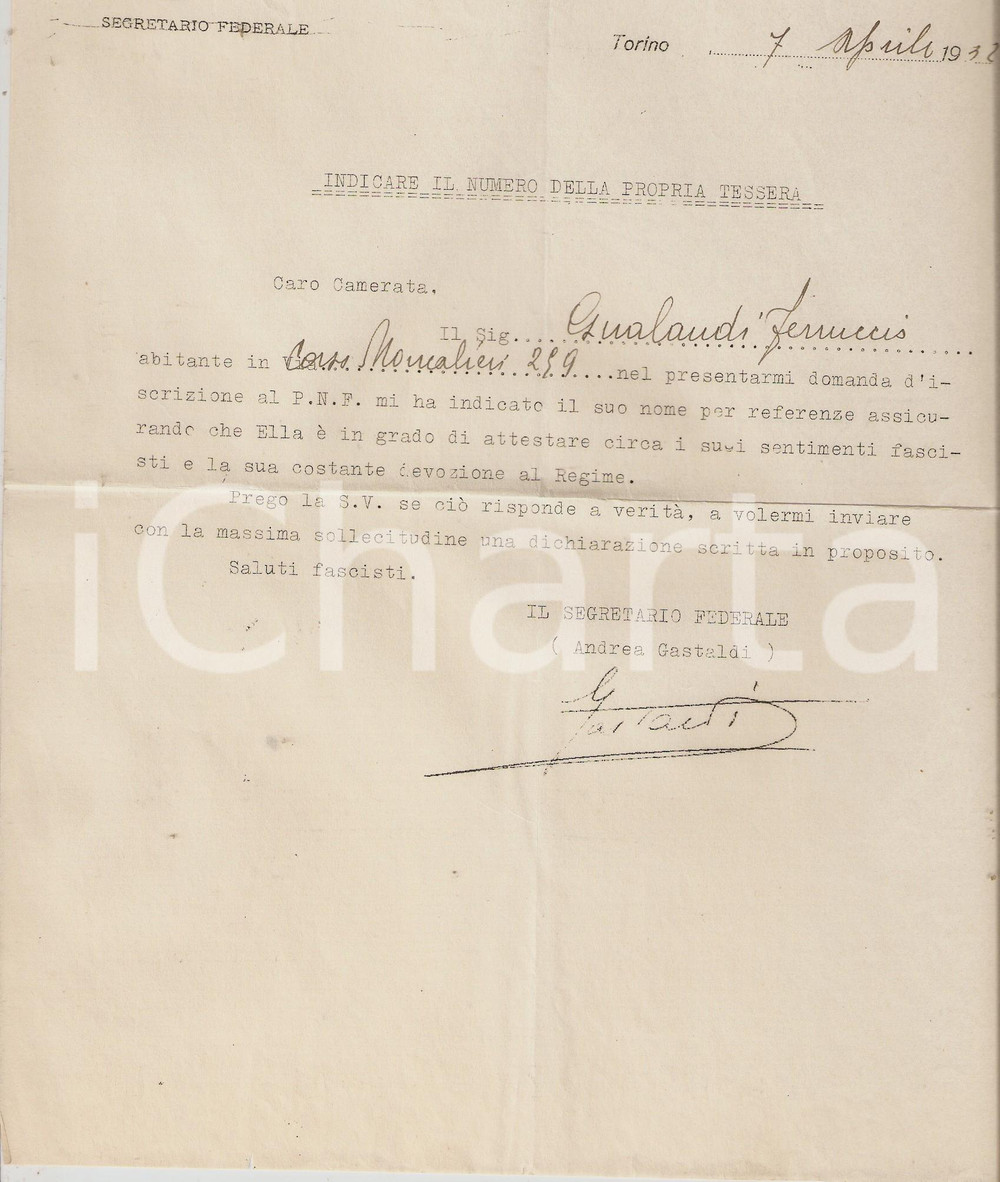 SEGRETARIO FEDERALE
Torino, 7 Aprile 1932
INDICARE IL NUMERO DELLA PROPRIA TESSERA
Caro Camerata,
Il Sig.... Gualandi Ferruccio
abitante in via Corso Moncalieri 259....nel presentarmi domanda d'i-
scrizione al P.N.F. mi ha indicato il suo nome per referenze assicu-
rando che Ella è in grado di attestare circa i suoi sentimenti fasci-
sti e la sua costante devozione al Regime.
Prego la S.V. se ciò risponde a verità, a volermi inviare
con la massima sollecitudine una dichiarazione scritta in proposito.
Saluti fascisti.
IL SEGRETARIO FEDERALE
( Andrea Gastaldi )
Gastaldi
iCharta